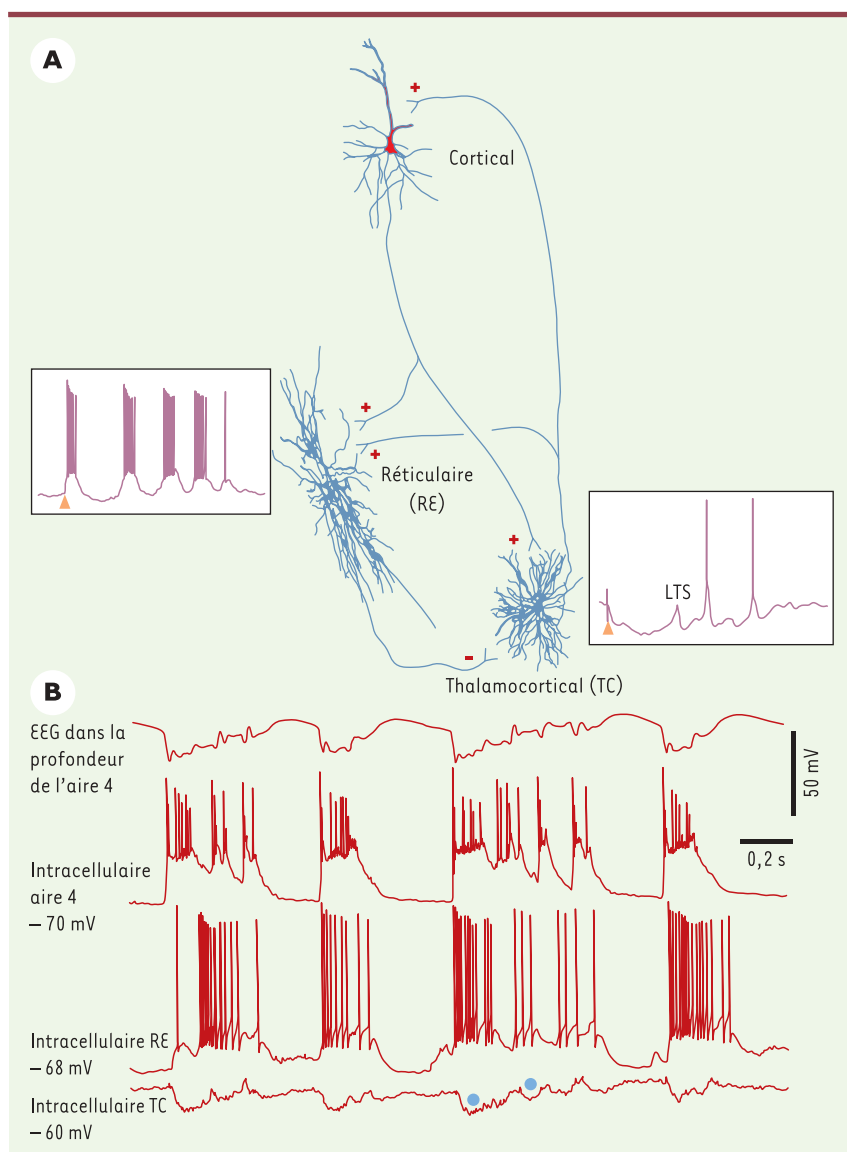 A
+
Cortical
+
+
Réticulaire
(RE)
+
LTS
-
Thalamocortical (TC)
B
EEG dans la
profondeur
de l'aire 4
50 mV
0,2 s
Intracellulaire
aire 4
– 70 mV
Intracellulaire RE
– 68 mV
Intracellulaire TC
– 60 mV